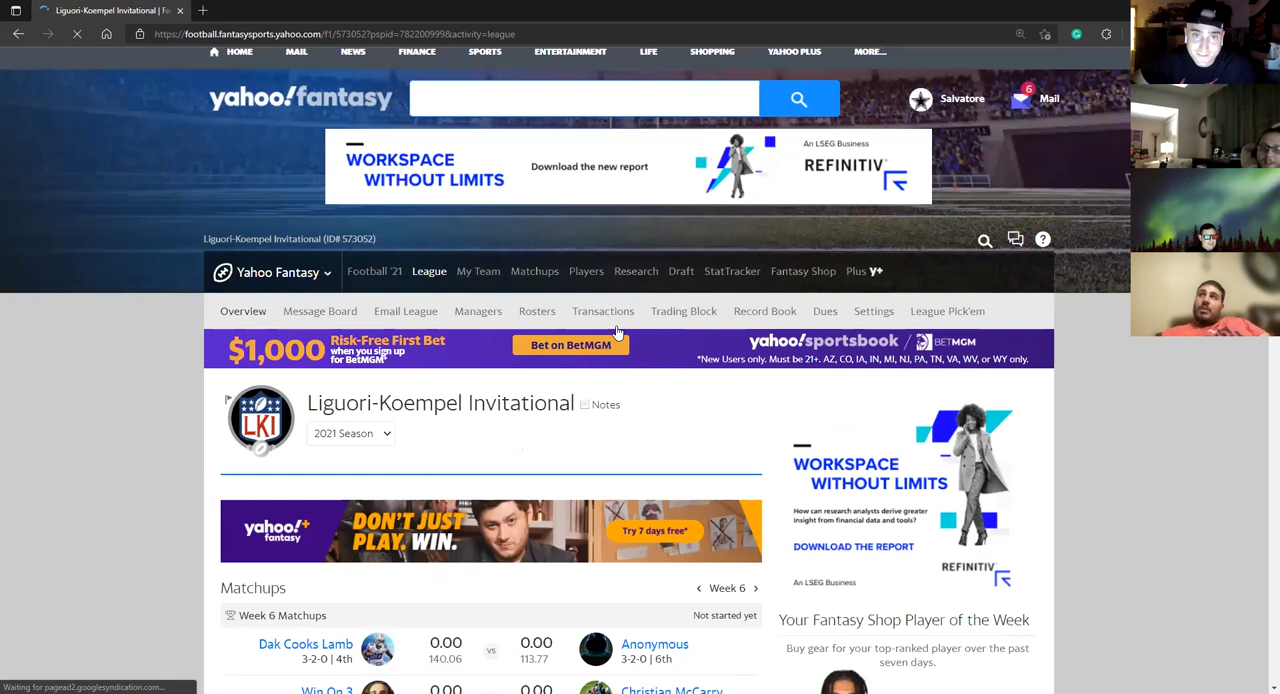 Liguori-Koempel Invitational | Fa
https://football.fantasysports.yahoo.com/f1/573052?pspid=782200999&activity=league
HOME MAIL NEWS FINANCE SPORTS ENTERTAINMENT LIFE SHOPPING YAHOO PLUS MORE...
yahoo!fantasy
Salvatore
6
Mail
WORKSPACE
WITHOUT LIMITS
Download the new report
An LSEG Business
REFINITIV
Liguori-Koempel Invitational (ID# 573052)
Yahoo Fantasy Football '21 League My Team Matchups Players Research Draft StatTracker Fantasy Shop Plus y+
Overview Message Board Email League Managers Rosters Transactions Trading Block Record Book Dues Settings League Pick'em
$1,000 Risk-Free First Bet
when you sign up
for BetMGM*
Bet on BetMGM
yahoo!sportsbook / BETMGM
*New Users only. Must be 21+. AZ, CO, IA, IN, MI, NJ, PA, TN, VA, WV, or WY only.
LKI
Liguori-Koempel Invitational
Notes
2021 Season
yahoo!+
fantasy
DON'T JUST
PLAY. WIN.
Try 7 days free*
WORKSPACE
WITHOUT LIMITS
How can research analysts derive greater
insight from financial data and tools?
DOWNLOAD THE REPORT
REFINITIV
An LSEG Business
Matchups
Week 6
Week 6 Matchups
Not started yet
Dak Cooks Lamb
3-2-0 | 4th
0.00
140.06
vs
0.00
113.77
Anonymous
3-2-0 | 6th
Win On 3
0.00
0.00
Christian McCarry
Your Fantasy Shop Player of the Week
Buy gear for your top-ranked player over the past
seven days.
Waiting for pagead2.googlesyndication.com...